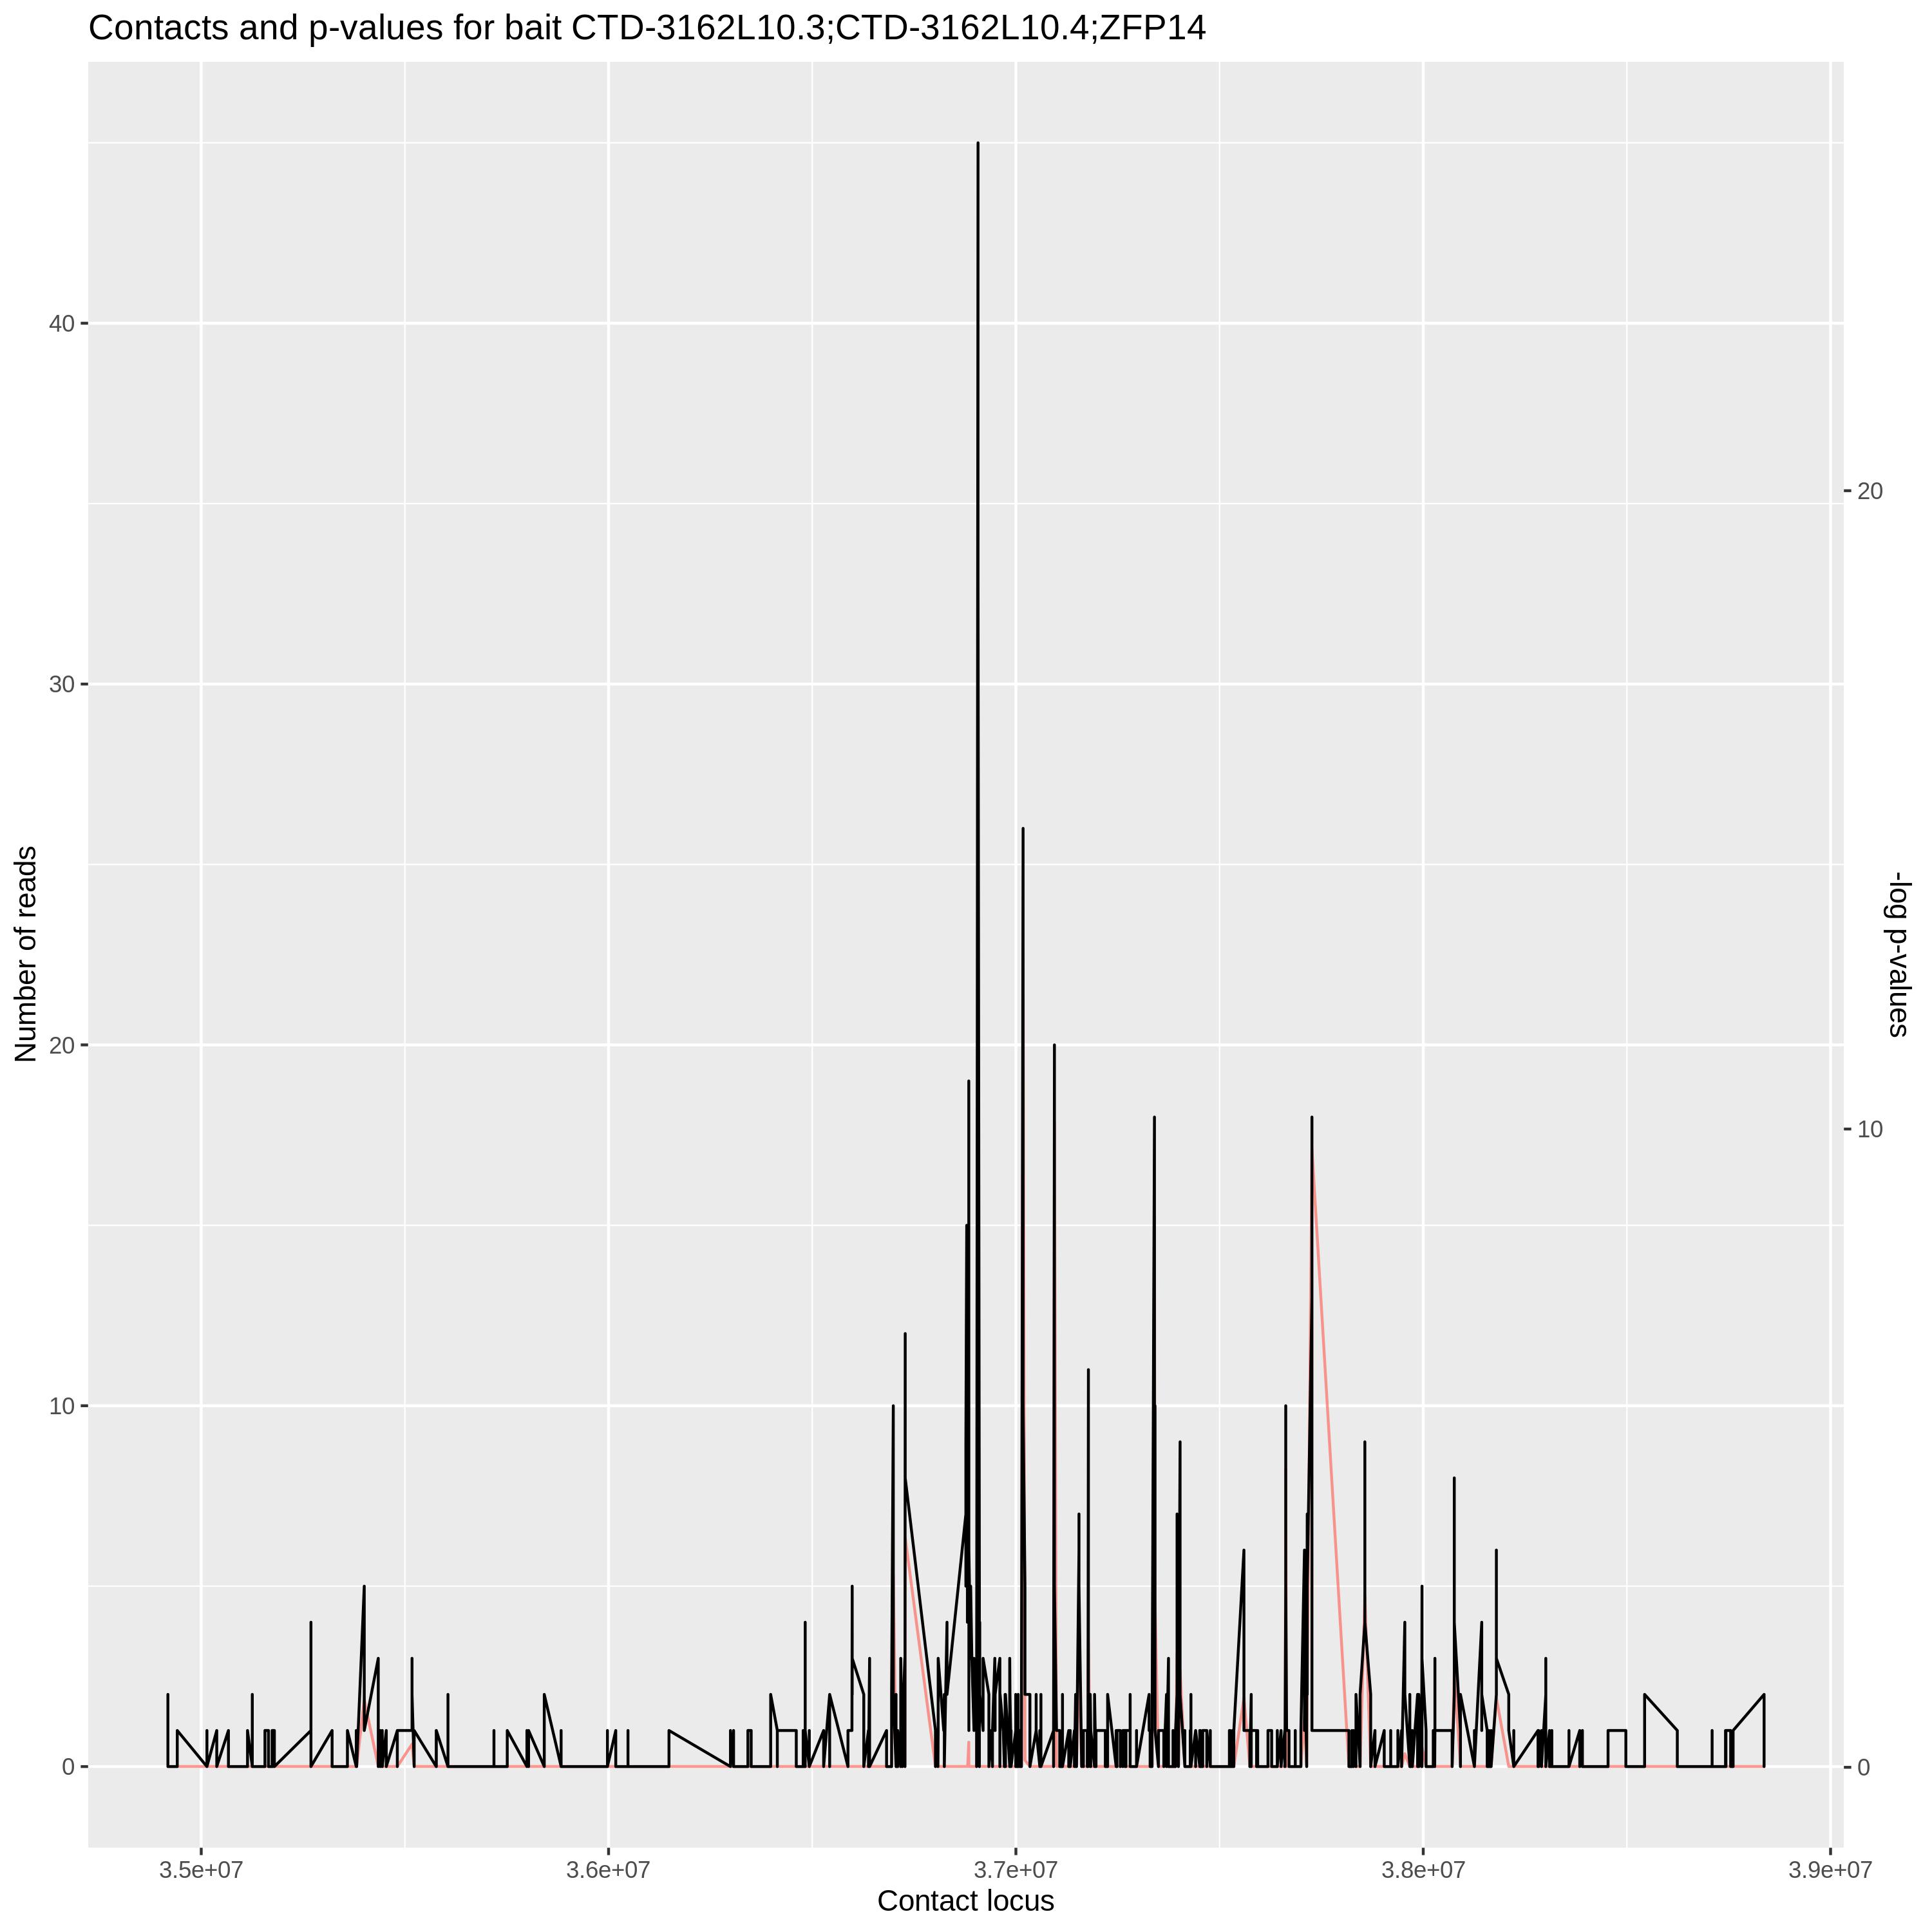 Contacts and p-values for bait CTD-3162L10.3;CTD-3162L10.4;ZFP14
40
30
20
10
0
Number of reads
20
10
0
-log p-values
3.5e+07 3.6e+07 3.7e+07 3.8e+07 3.9e+07
Contact locus